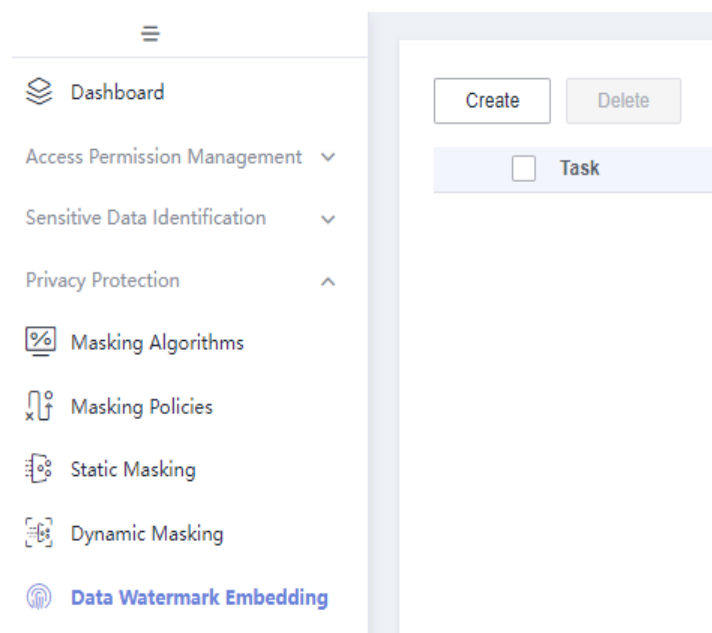 Dashboard
Access Permission Management
Sensitive Data Identification
Privacy Protection
Masking Algorithms
Masking Policies
Static Masking
Dynamic Masking
Data Watermark Embedding
Create Delete
Task